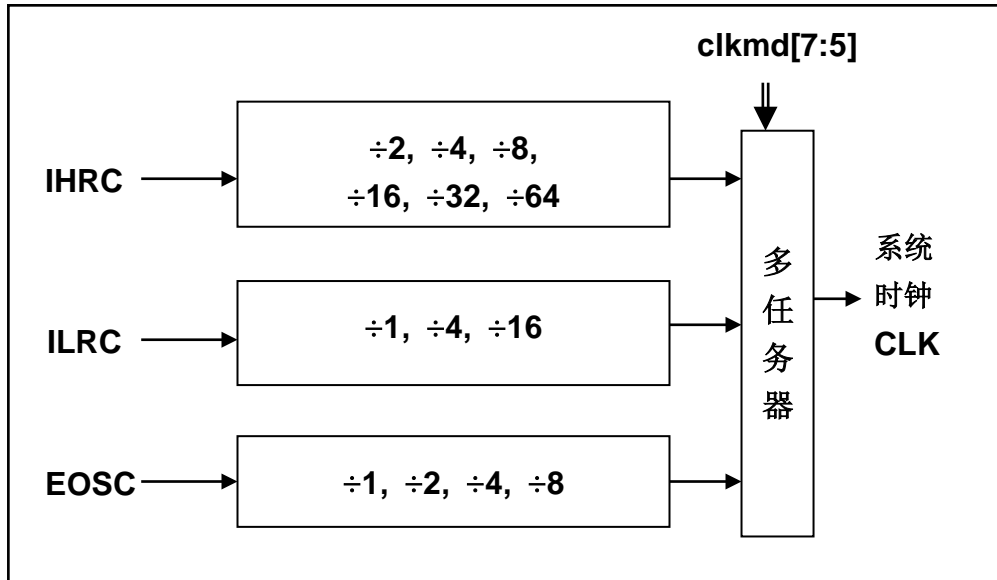 clkmd[7:5]
IHRC
÷2, ÷4, ÷8,
÷16, ÷32, ÷64
ILRC
÷1, ÷4, ÷16
EOSC
÷1, ÷2, ÷4, ÷8
多
任
务
器
系统
时钟
CLK